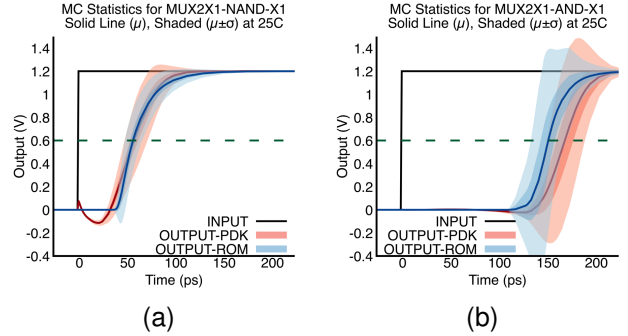 MC Statistics for MUX2X1-NAND-X1
Solid Line (μ), Shaded (μ±σ) at 25C
1.4
1.2
1
0.8
0.6
0.4
0.2
0
-0.2
-0.4
Output (V)
INPUT
OUTPUT-PDK
OUTPUT-ROM
0 50 100 150 200
Time (ps)
(a)
MC Statistics for MUX2X1-AND-X1
Solid Line (μ), Shaded (μ±σ) at 25C
1.4
1.2
1
0.8
0.6
0.4
0.2
0
-0.2
-0.4
Output (V)
INPUT
OUTPUT-PDK
OUTPUT-ROM
0 50 100 150 200
Time (ps)
(b)